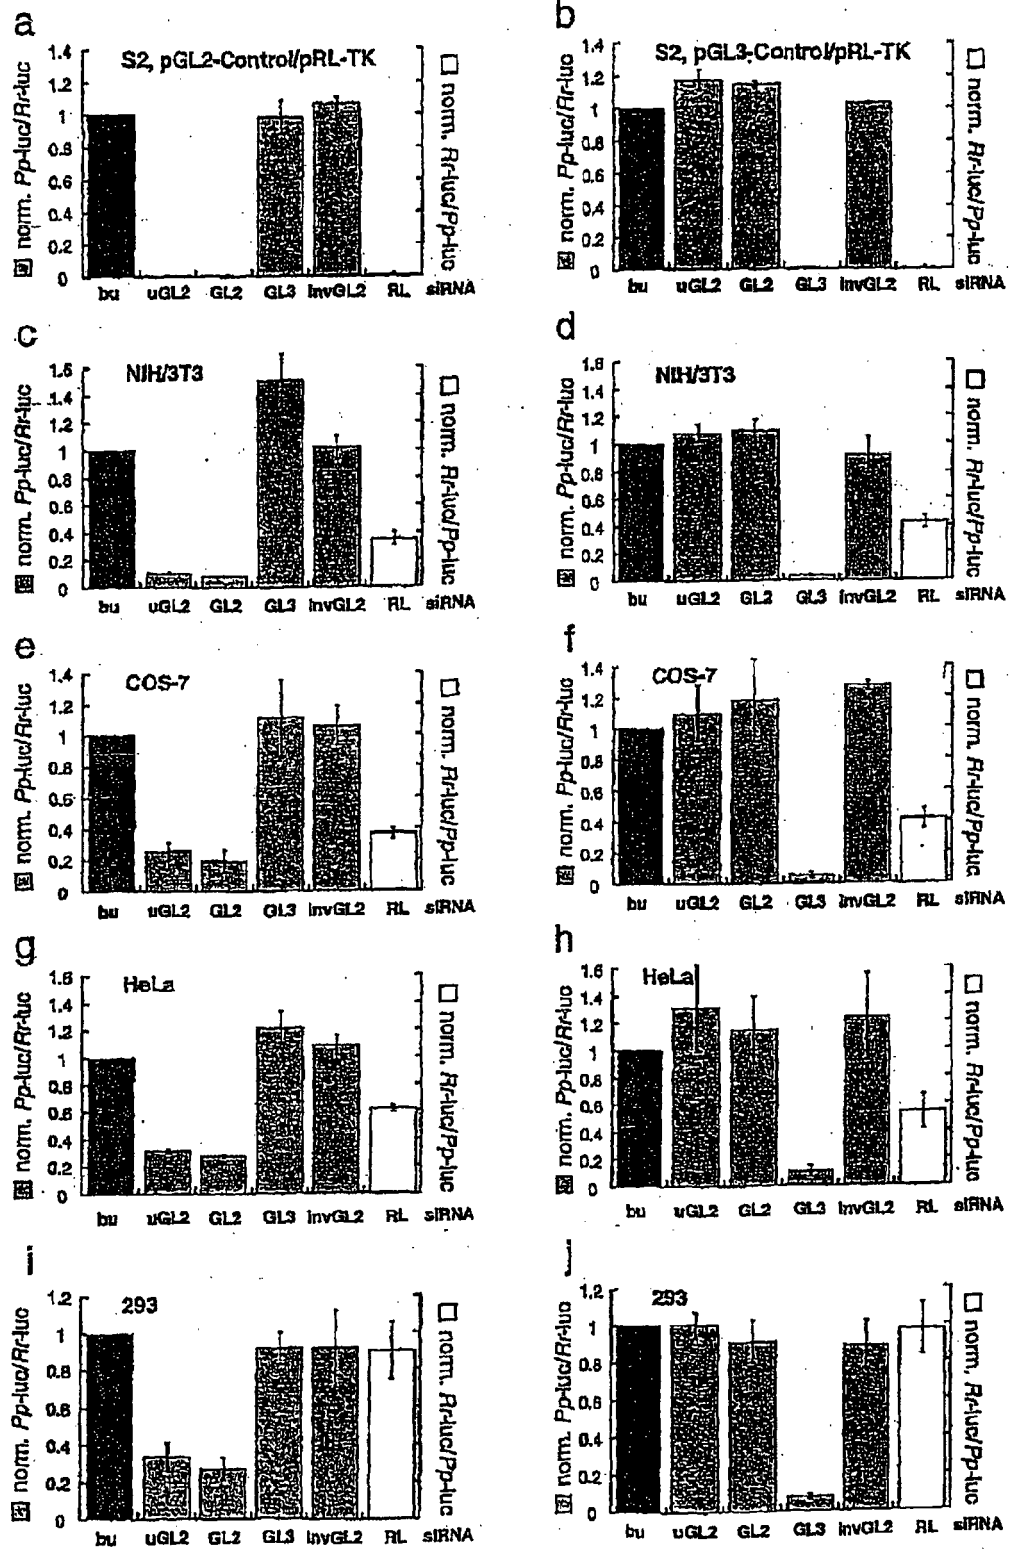 a
S2, pGL2-Control/pRL-TK
norm. Pp-luc/Rr-luc
1.4
1.2
1
0.8
0.6
0.4
0.2
0
bu uGL2 GL2 GL3 invGL2 RL siRNA
norm. Rr-luc/Pp-luc
b
S2, pGL3-Control/pRL-TK
norm. Pp-luc/Rr-luc
1.4
1.2
1
0.8
0.6
0.4
0.2
0
bu uGL2 GL2 GL3 invGL2 RL siRNA
norm. Rr-luc/Pp-luc
c
NIH/3T3
norm. Pp-luc/Rr-luc
1.6
1.4
1.2
1
0.8
0.6
0.4
0.2
0
bu uGL2 GL2 GL3 invGL2 RL siRNA
norm. Rr-luc/Pp-luc
d
NIH/3T3
norm. Pp-luc/Rr-luc
1.6
1.4
1.2
1
0.8
0.6
0.4
0.2
0
bu uGL2 GL2 GL3 invGL2 RL siRNA
norm. Rr-luc/Pp-luc
e
COS-7
norm. Pp-luc/Rr-luc
1.4
1.2
1
0.8
0.6
0.4
0.2
0
bu uGL2 GL2 GL3 invGL2 RL siRNA
norm. Rr-luc/Pp-luc
f
COS-7
norm. Pp-luc/Rr-luc
1.4
1.2
1
0.8
0.6
0.4
0.2
0
bu uGL2 GL2 GL3 invGL2 RL siRNA
norm. Rr-luc/Pp-luc
g
HeLa
norm. Pp-luc/Rr-luc
1.6
1.4
1.2
1
0.8
0.6
0.4
0.2
0
bu uGL2 GL2 GL3 invGL2 RL siRNA
norm. Rr-luc/Pp-luc
h
HeLa
norm. Pp-luc/Rr-luc
1.6
1.4
1.2
1
0.8
0.6
0.4
0.2
0
bu uGL2 GL2 GL3 invGL2 RL siRNA
norm. Rr-luc/Pp-luc
i
293
norm. Pp-luc/Rr-luc
1.2
1
0.8
0.6
0.4
0.2
0
bu uGL2 GL2 GL3 invGL2 RL siRNA
norm. Rr-luc/Pp-luc
j
293
norm. Pp-luc/Rr-luc
1.2
1
0.8
0.6
0.4
0.2
0
bu uGL2 GL2 GL3 invGL2 RL siRNA
norm. Rr-luc/Pp-luc